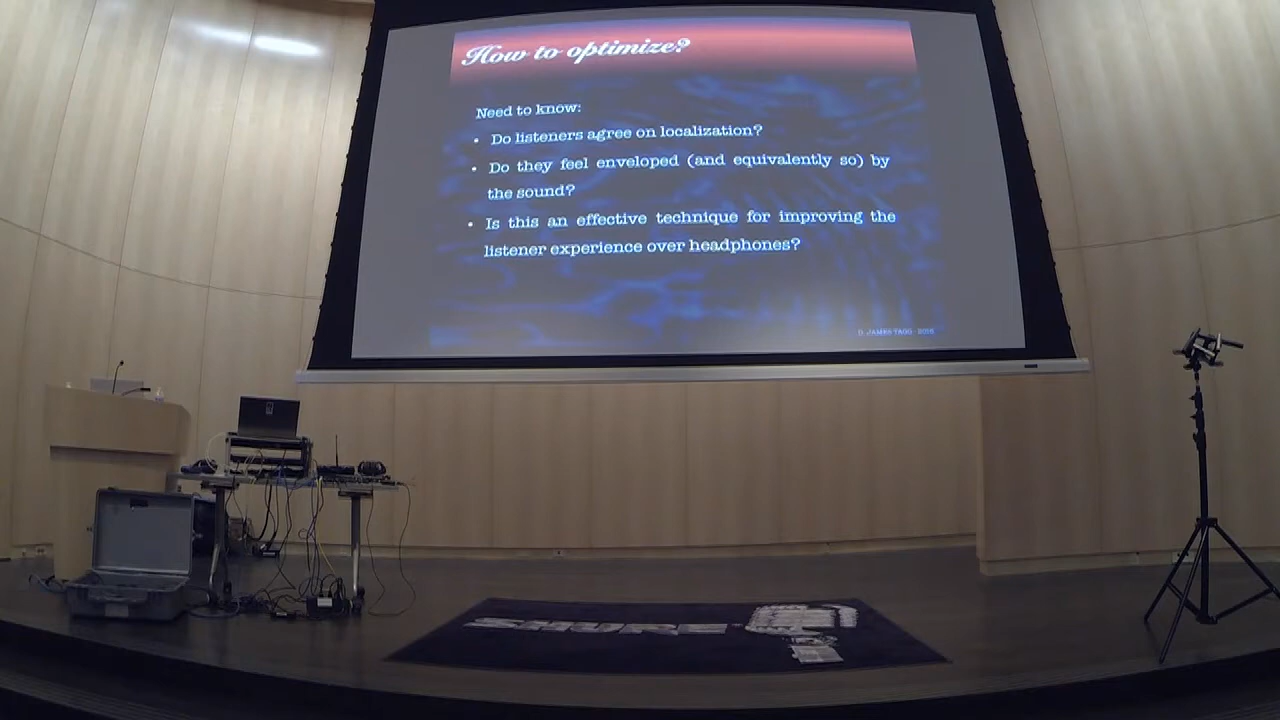 How to optimize?
Need to know:
• Do listeners agree on localization?
• Do they feel enveloped (and equivalently so) by
the sound?
• Is this an effective technique for improving the
listener experience over headphones?
JAMES TAGG
SHURE